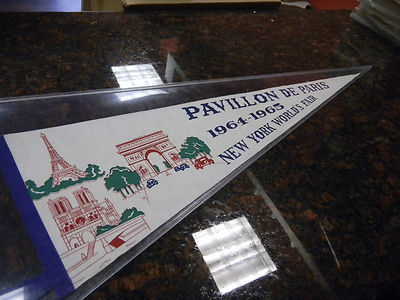 PAVILLON DE PARIS
1964-1965
NEW YORK WORLD'S FAIR